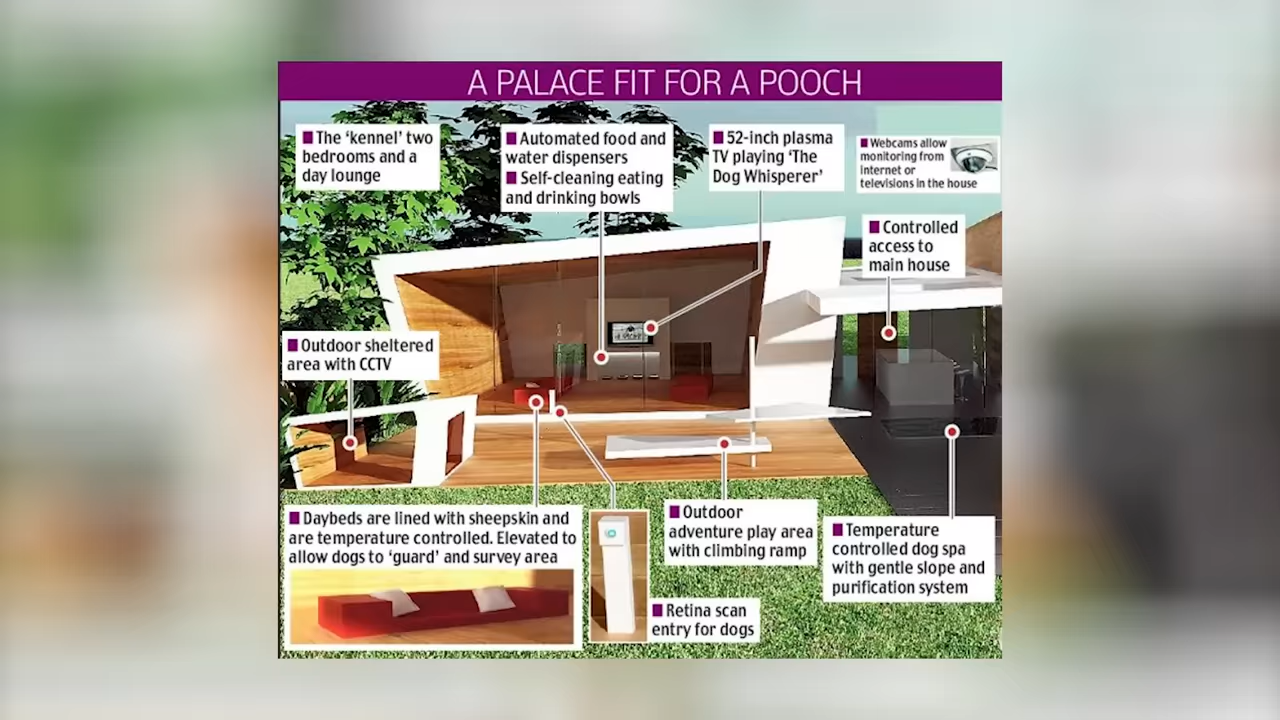 A PALACE FIT FOR A POOCH
■ The ‘kennel’ two
bedrooms and a
day lounge
■ Automated food and
water dispensers
■ Self-cleaning eating
and drinking bowls
■ 52-inch plasma
TV playing ‘The
Dog Whisperer’
■ Webcams allow
monitoring from
internet or
televisions in the house
■ Controlled
access to
main house
■ Outdoor sheltered
area with CCTV
■ Daybeds are lined with sheepskin and
are temperature controlled. Elevated to
allow dogs to ‘guard’ and survey area
■ Retina scan
entry for dogs
■ Outdoor
adventure play area
with climbing ramp
■ Temperature
controlled dog spa
with gentle slope and
purification system